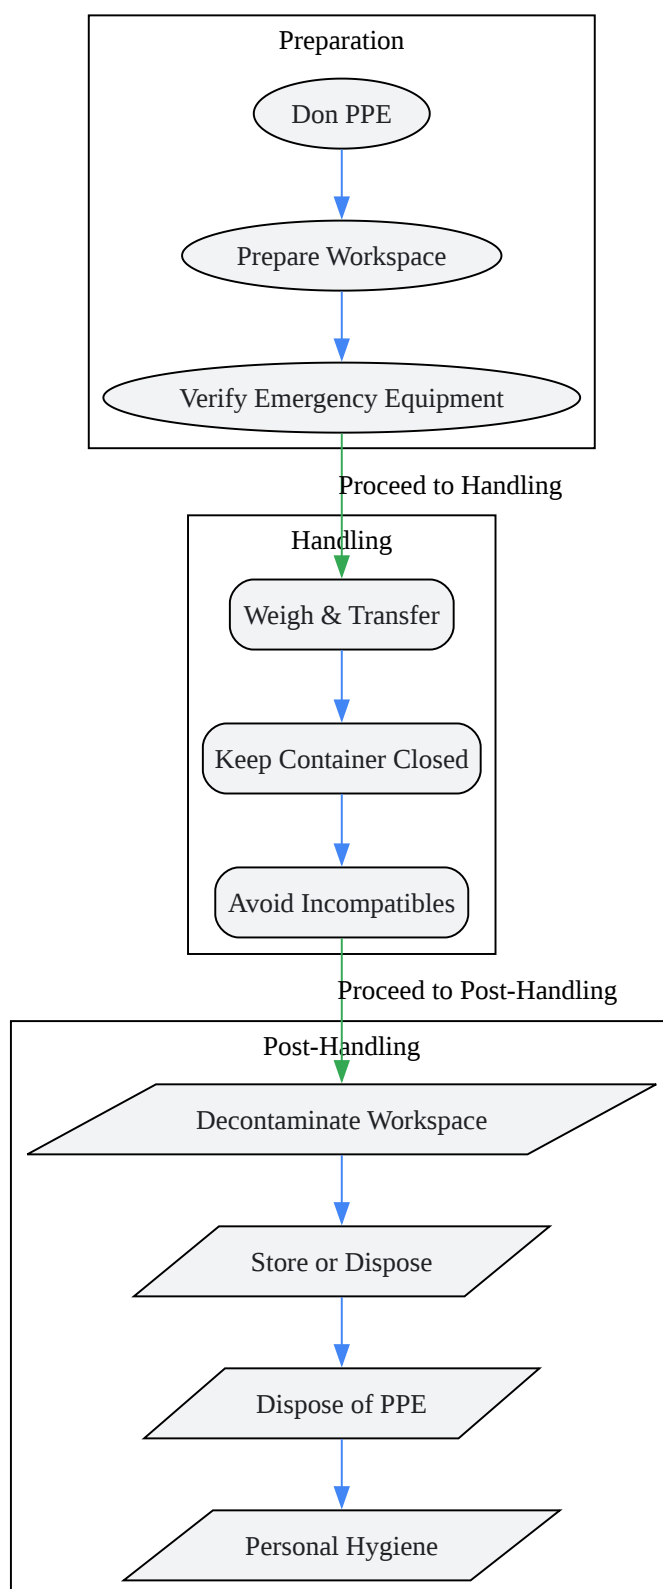 Preparation
Don PPE
Prepare Workspace
Verify Emergency Equipment
Proceed to Handling
Handling
Weigh & Transfer
Keep Container Closed
Avoid Incompatibles
Proceed to Post-Handling
Post-Handling
Decontaminate Workspace
Store or Dispose
Dispose of PPE
Personal Hygiene